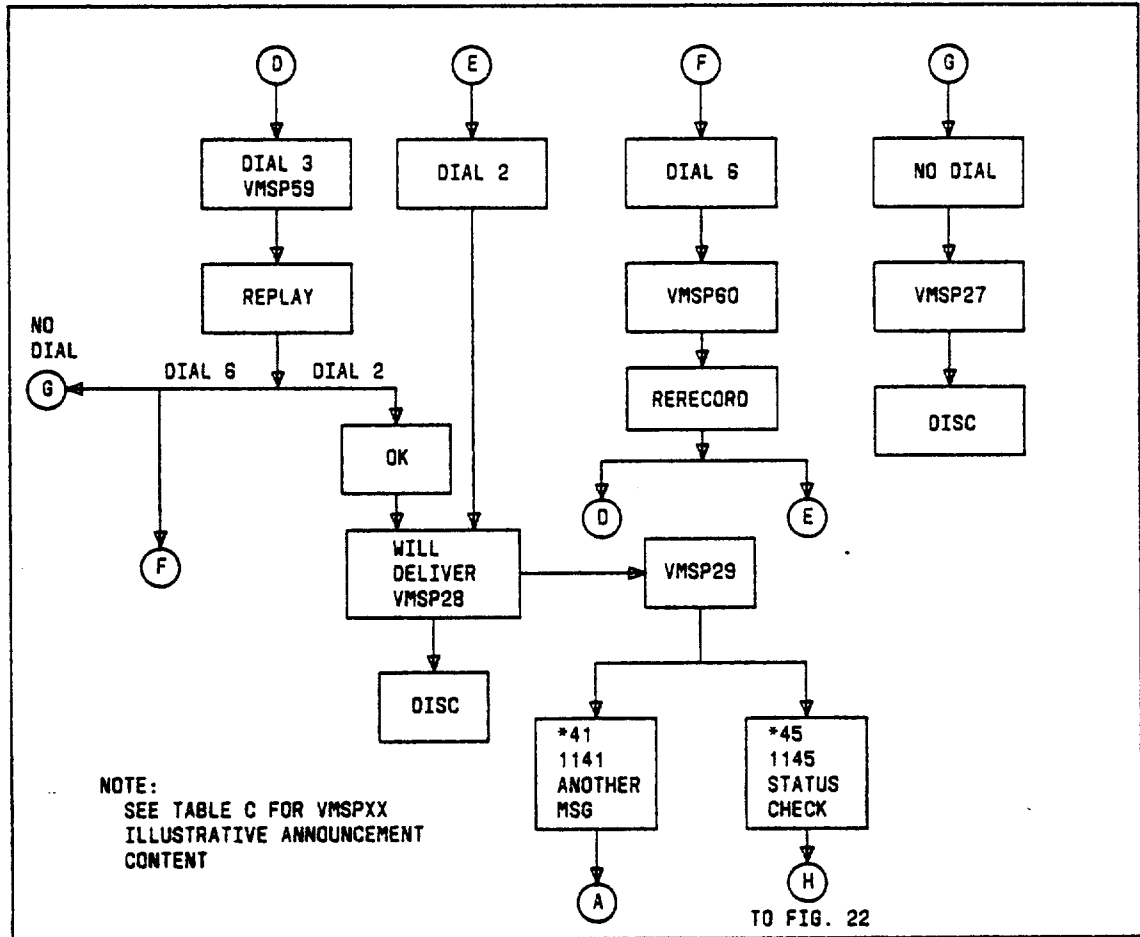 D
E
F
G
DIAL 3
VMSP59
DIAL 2
DIAL 6
NO DIAL
REPLAY
VMSP60
VMSP27
NO
DIAL
G
DIAL 6
DIAL 2
RERECORD
DISC
OK
D
E
F
WILL
DELIVER
VMSP28
VMSP29
DISC
*41
1141
ANOTHER
MSG
*45
1145
STATUS
CHECK
NOTE:
SEE TABLE C FOR VMSPXX
ILLUSTRATIVE ANNOUNCEMENT
CONTENT
A
H
TO FIG. 22